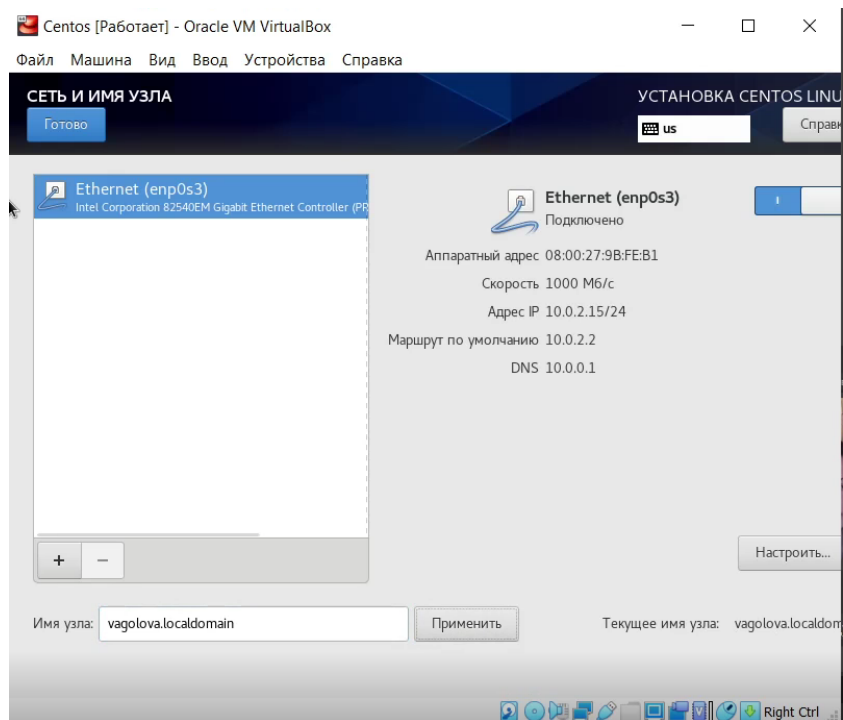 Centos [Работает] - Oracle VM VirtualBox
Файл Машина Вид Ввод Устройства Справка
СЕТЬ И ИМЯ УЗЛА
УСТАНОВКА CENTOS LINU
Готово
us
Справк
Ethernet (enp0s3)
Intel Corporation 82540EM Gigabit Ethernet Controller (PR
Ethernet (enp0s3)
Подключено
Аппаратный адрес 08:00:27:9B:FE:B1
Скорость 1000 Мб/с
Адрес IP 10.0.2.15/24
Маршрут по умолчанию 10.0.2.2
DNS 10.0.0.1
+ −
Настроить...
Имя узла: vagolova.localdomain Применить Текущее имя узла: vagolova.localdom
Right Ctrl